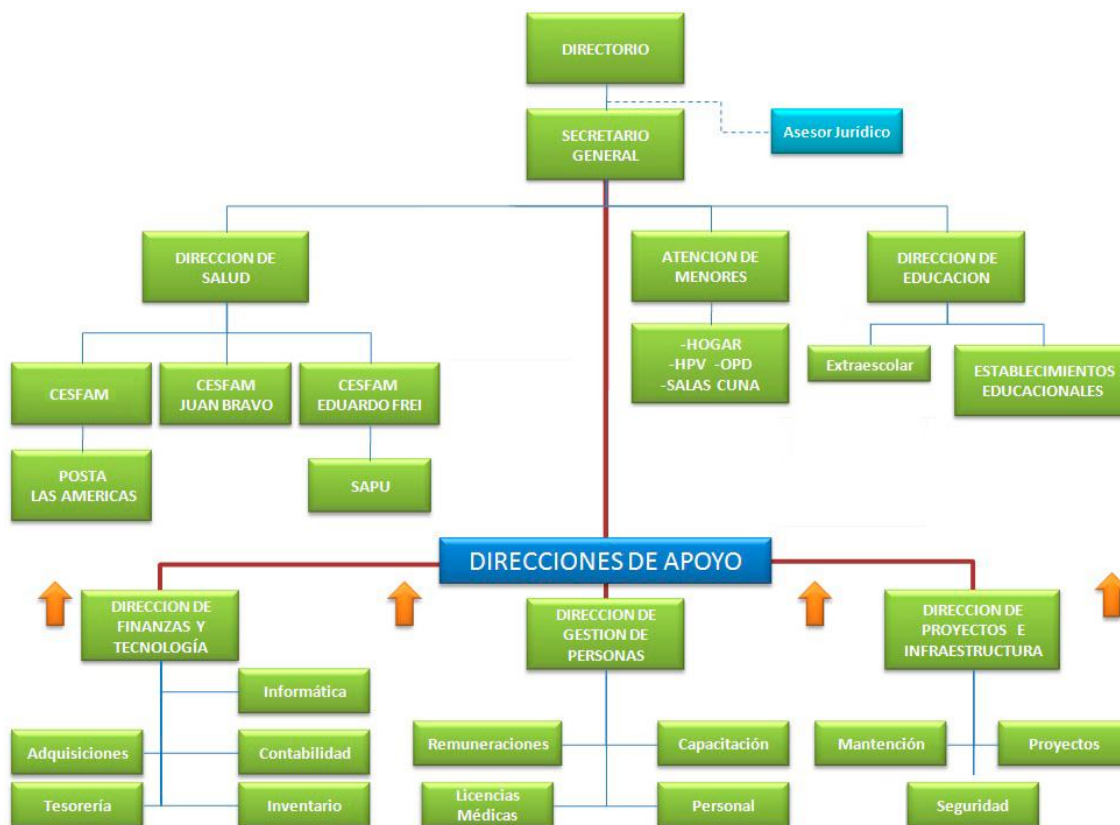 DIRECTORIO
SECRETARIO
GENERAL
Asesor Jurídico
DIRECCION DE
SALUD
ATENCION DE
MENORES
DIRECCION DE
EDUCACION
CESFAM
CESFAM
JUAN BRAVO
CESFAM
EDUARDO FREI
-HOGAR
-HPV -OPD
-SALAS CUNA
Extraescolar
ESTABLECIMIENTOS
EDUCACIONALES
POSTA
LAS AMERICAS
SAPU
DIRECCIONES DE APOYO
DIRECCION DE
FINANZAS Y
TECNOLOGÍA
DIRECCION DE
GESTION DE
PERSONAS
DIRECCION DE
PROYECTOS E
INFRAESTRUCTURA
Informática
Adquisiciones
Contabilidad
Tesorería
Inventario
Remuneraciones
Capacitación
Licencias
Médicas
Personal
Mantención
Proyectos
Seguridad